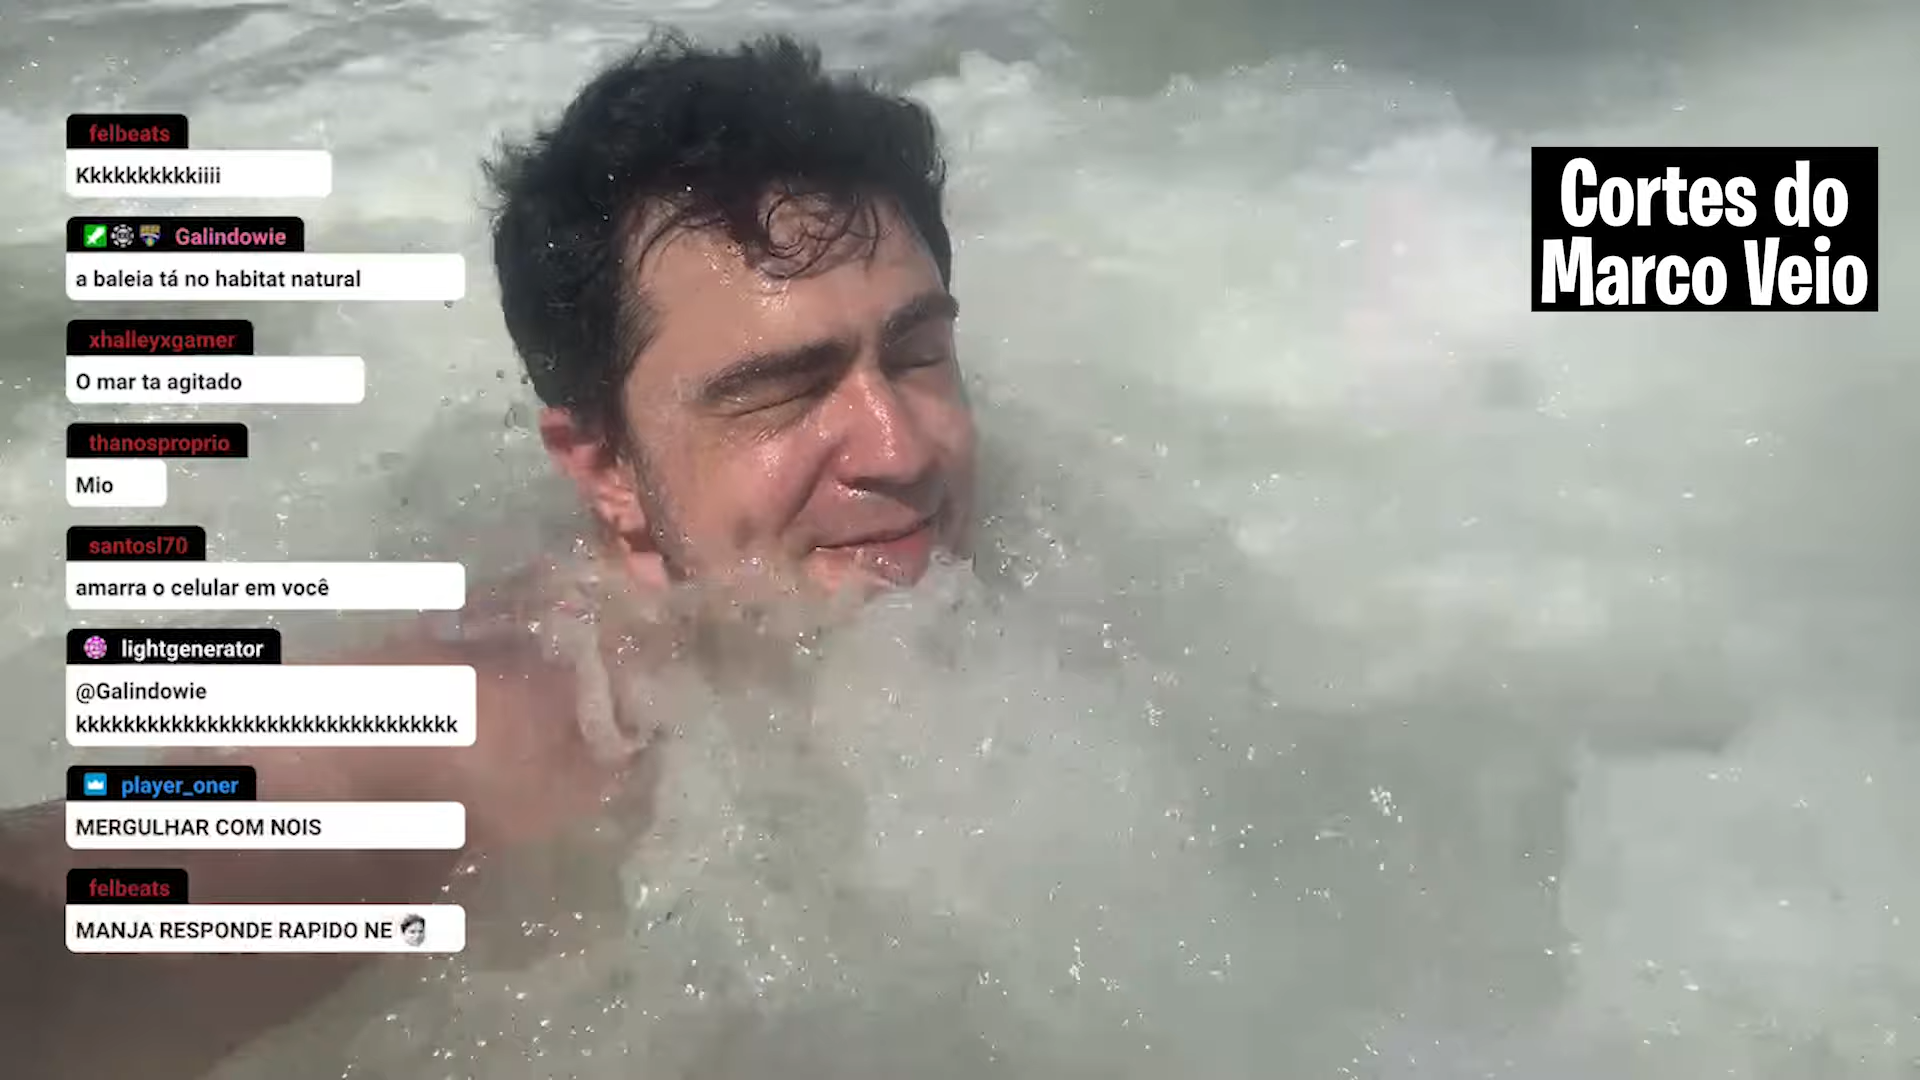 felbeats
Kkkkkkkkkkiiii
Galindowie
a baleia tá no habitat natural
xhalleyxgamer
O mar ta agitado
thanosproprio
Mio
santosl70
amarra o celular em você
lightgenerator
@Galindowie
kkkkkkkkkkkkkkkkkkkkkkkkkkkkkkkk
player_oner
MERGULHAR COM NOIS
felbeats
MANJA RESPONDE RAPIDO NE
Cortes do
Marco Veio